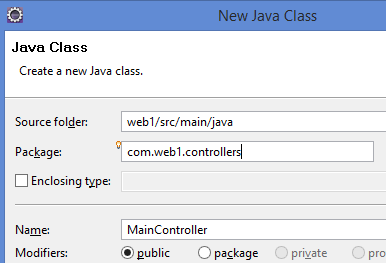 New Java Class
Java Class
Create a new Java class.
Source folder: web1/src/main/java
Package: com.web1.controllers
Enclosing type:
Name: MainController
Modifiers: public package private pro